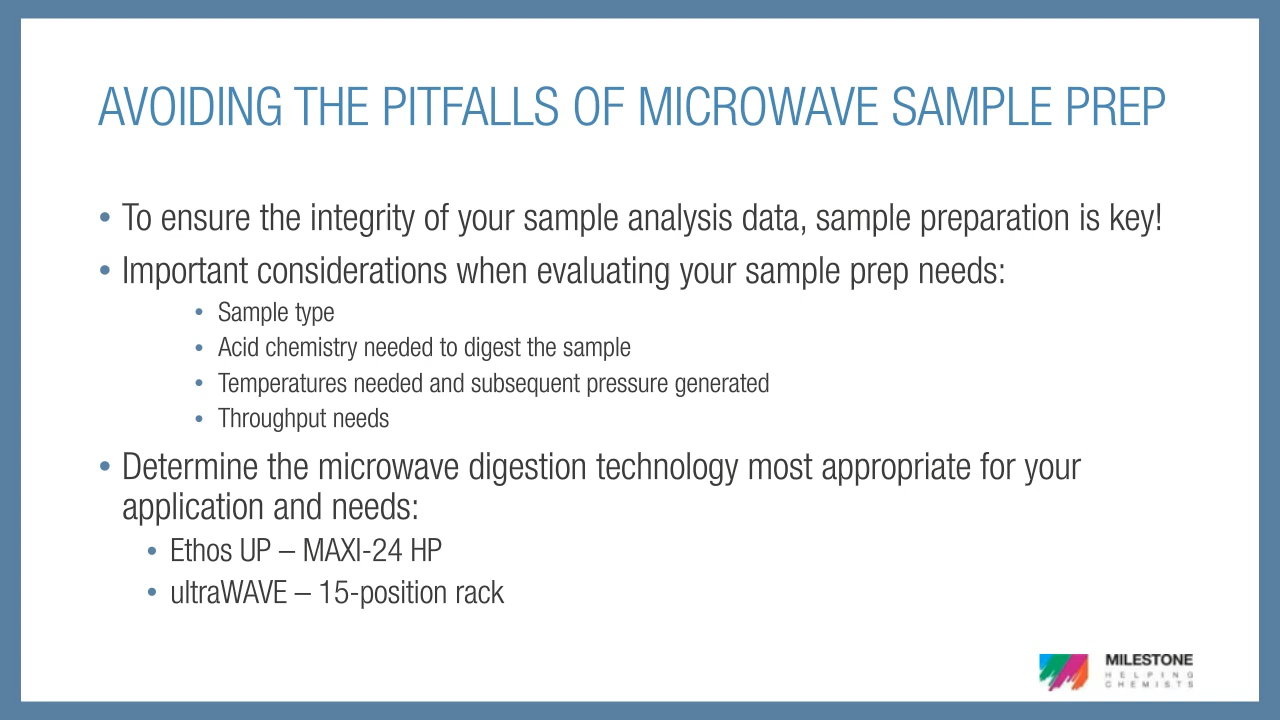 AVOIDING THE PITFALLS OF MICROWAVE SAMPLE PREP
• To ensure the integrity of your sample analysis data, sample preparation is key!
• Important considerations when evaluating your sample prep needs:
• Sample type
• Acid chemistry needed to digest the sample
• Temperatures needed and subsequent pressure generated
• Throughput needs
• Determine the microwave digestion technology most appropriate for your
application and needs:
• Ethos UP – MAXI-24 HP
• ultraWAVE – 15-position rack
MILESTONE
HELPING
CHEMISTS